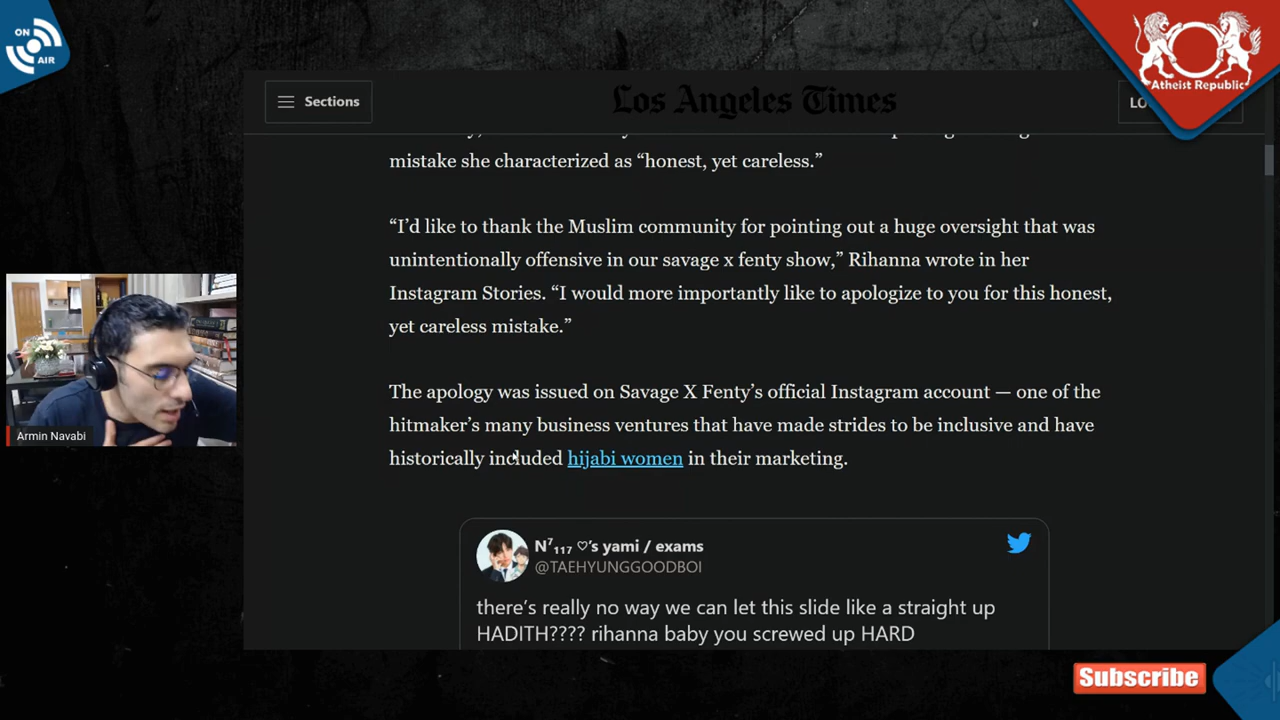 ON
AIR
Sections
Los Angeles Times
LO
Atheist Republic
mistake she characterized as “honest, yet careless.”
“I’d like to thank the Muslim community for pointing out a huge oversight that was
unintentionally offensive in our savage x fenty show,” Rihanna wrote in her
Instagram Stories. “I would more importantly like to apologize to you for this honest,
yet careless mistake.”
The apology was issued on Savage X Fenty’s official Instagram account — one of the
hitmaker’s many business ventures that have made strides to be inclusive and have
historically included hijabi women in their marketing.
Armin Navabi
N⁷₁₁₇ ♡’s yami / exams
@TAEHYUNGGOODBOI
there’s really no way we can let this slide like a straight up
HADITH???? rihanna baby you screwed up HARD
Subscribe